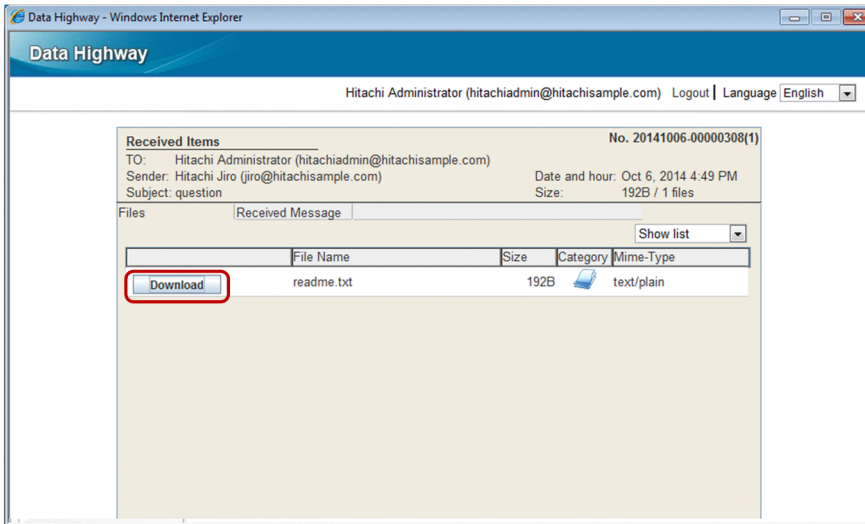 Data Highway - Windows Internet Explorer
Data Highway
Hitachi Administrator (hitachiadmin@hitachisample.com) Logout Language English
Received Items No. 20141006-00000308(1)
TO: Hitachi Administrator (hitachiadmin@hitachisample.com)
Sender: Hitachi Jiro (jiro@hitachisample.com) Date and hour: Oct 6, 2014 4:49 PM
Subject: question Size: 192B / 1 files
Files Received Message
Show list
File Name Size Category Mime-Type
Download readme.txt 192B text/plain